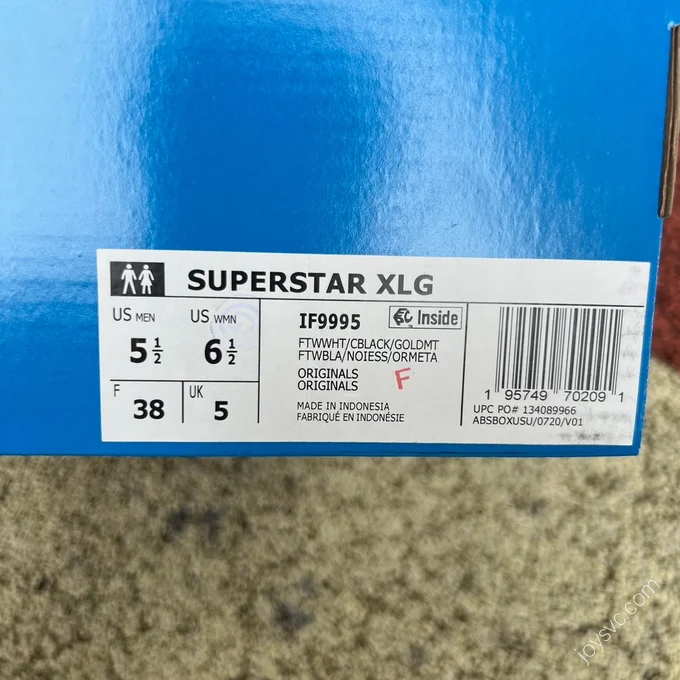 SUPERSTAR XLG
US MEN
5 1/2
US WMN
6 1/2
F
38
UK
5
IF9995
Inside
FTWWHT/CBLACK/GOLDMT
FTWBLA/NOIESS/ORMETA
ORIGINALS
ORIGINALS
F
MADE IN INDONESIA
FABRIQUÉ EN INDONÉSIE
1 95749 70209 1
UPC PO# 134089966
ABSBOXUSU/0720/V01
joysvc.com